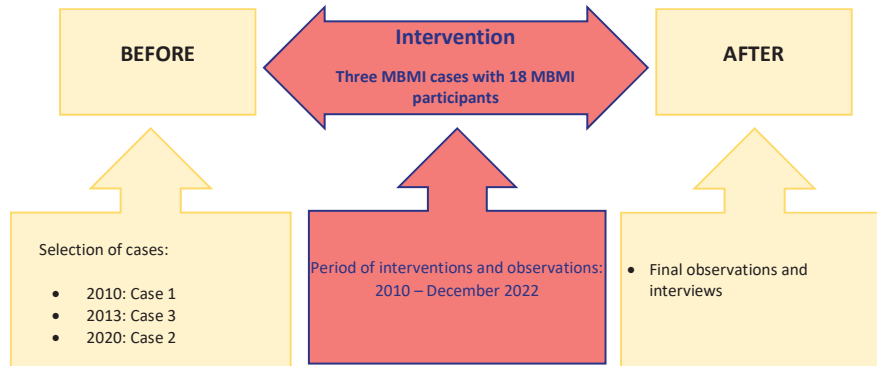 BEFORE
Intervention
Three MBMI cases with 18 MBMI
participants
AFTER
Selection of cases:
• 2010: Case 1
• 2013: Case 3
• 2020: Case 2
Period of interventions and observations:
2010 – December 2022
• Final observations and
interviews